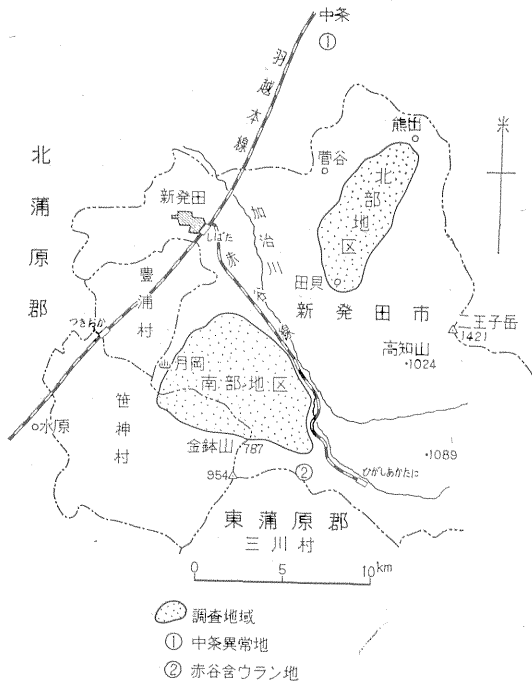 中条
①
羽越本線
熊田
米
菅谷
北部地区
北蒲原郡
新発田
加治川
しばた
赤谷線
豊浦村
田貝
新発田市
二王子岳
1421
つきおか
高知山
1024
月岡
南部地区
笹神村
水原
金鉢山
787
1089
954
②
ひがしあかたに
東蒲原郡
三川村
0 5 10km
調査地域
① 中条異常地
② 赤谷含ウラン地